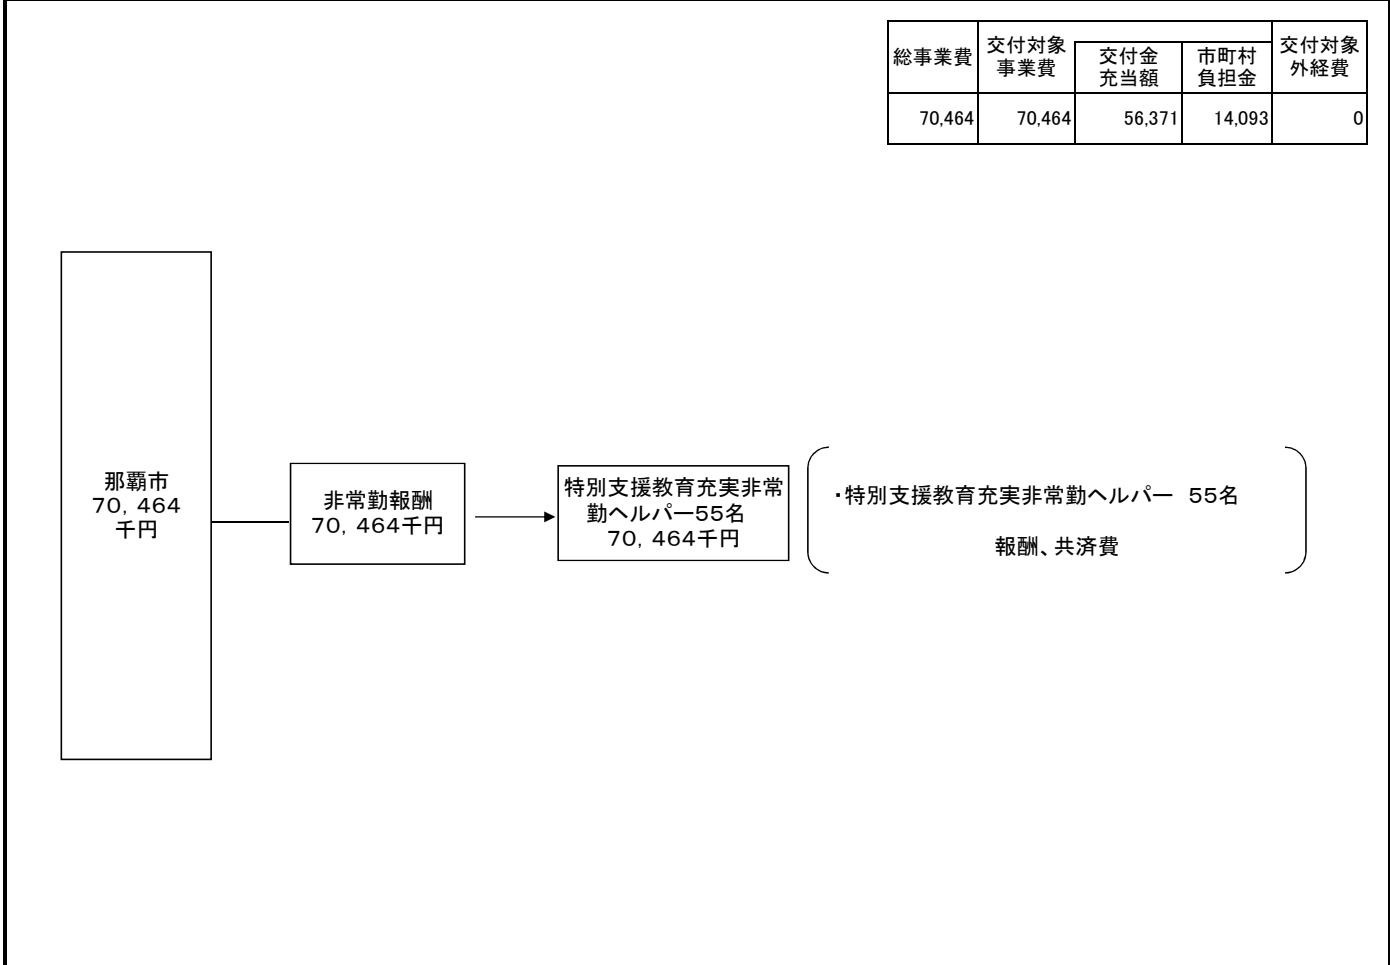 総事業費
交付対象
事業費
交付金
充当額
市町村
負担金
交付対象
外経費
70,464
70,464
56,371
14,093
0
那覇市
70，464
千円
非常勤報酬
70，464千円
特別支援教育充実非常
勤ヘルパー55名
70，464千円
・特別支援教育充実非常勤ヘルパー　55名
報酬、共済費